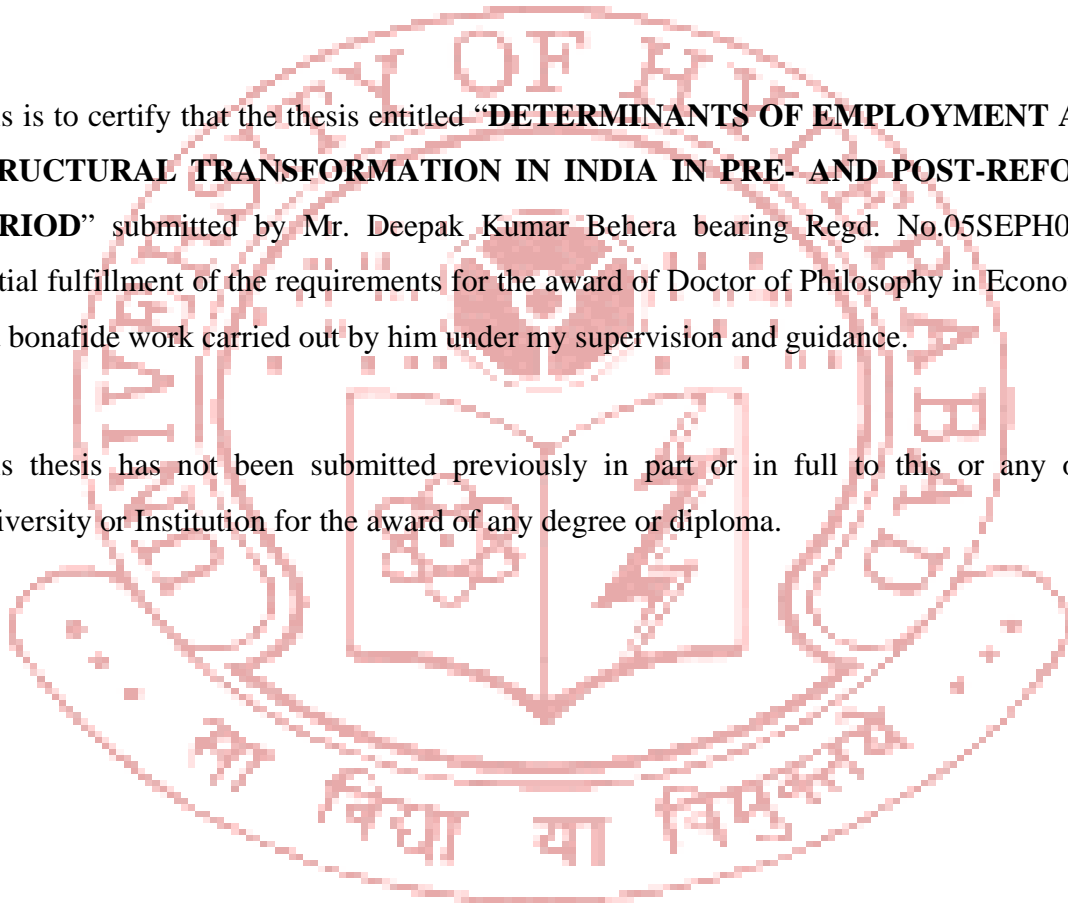 UNIVERSITY OF HYDERABAD
s is to certify that the thesis entitled “DETERMINANTS OF EMPLOYMENT A
RUCTURAL TRANSFORMATION IN INDIA IN PRE- AND POST-REFO
RIOD” submitted by Mr. Deepak Kumar Behera bearing Regd. No.05SEPH0
tial fulfillment of the requirements for the award of Doctor of Philosophy in Econo
bonafide work carried out by him under my supervision and guidance.
s thesis has not been submitted previously in part or in full to this or any o
iversity or Institution for the award of any degree or diploma.
सा विद्या या विमुक्तये